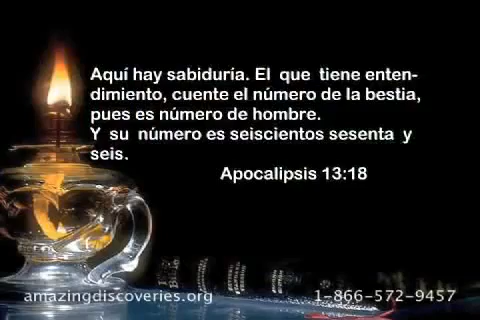 Aquí hay sabiduría. El que tiene enten-
dimiento, cuente el número de la bestia,
pues es número de hombre.
Y su número es seiscientos sesenta y
seis.
Apocalipsis 13:18
amazingdiscoveries.org 1-866-572-9457